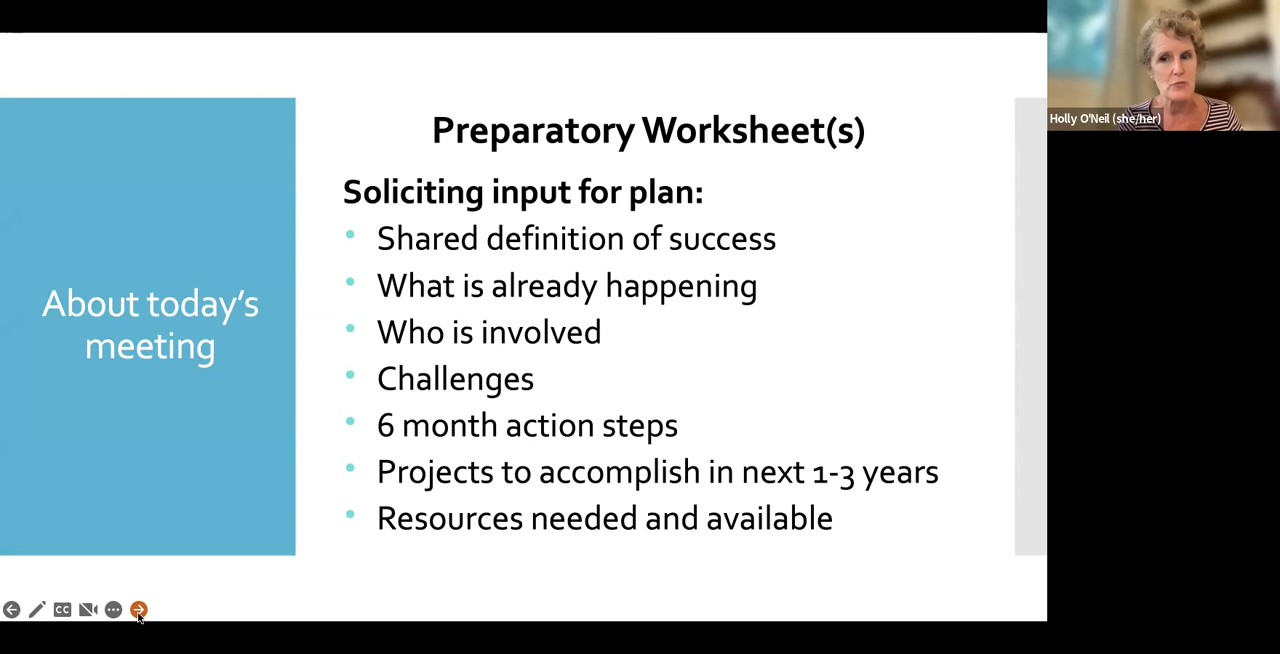 Preparatory Worksheet(s)
Soliciting input for plan:
• Shared definition of success
• What is already happening
• Who is involved
• Challenges
• 6 month action steps
• Projects to accomplish in next 1-3 years
• Resources needed and available
About today's
meeting
Holly O'Neil (she/her)
CC